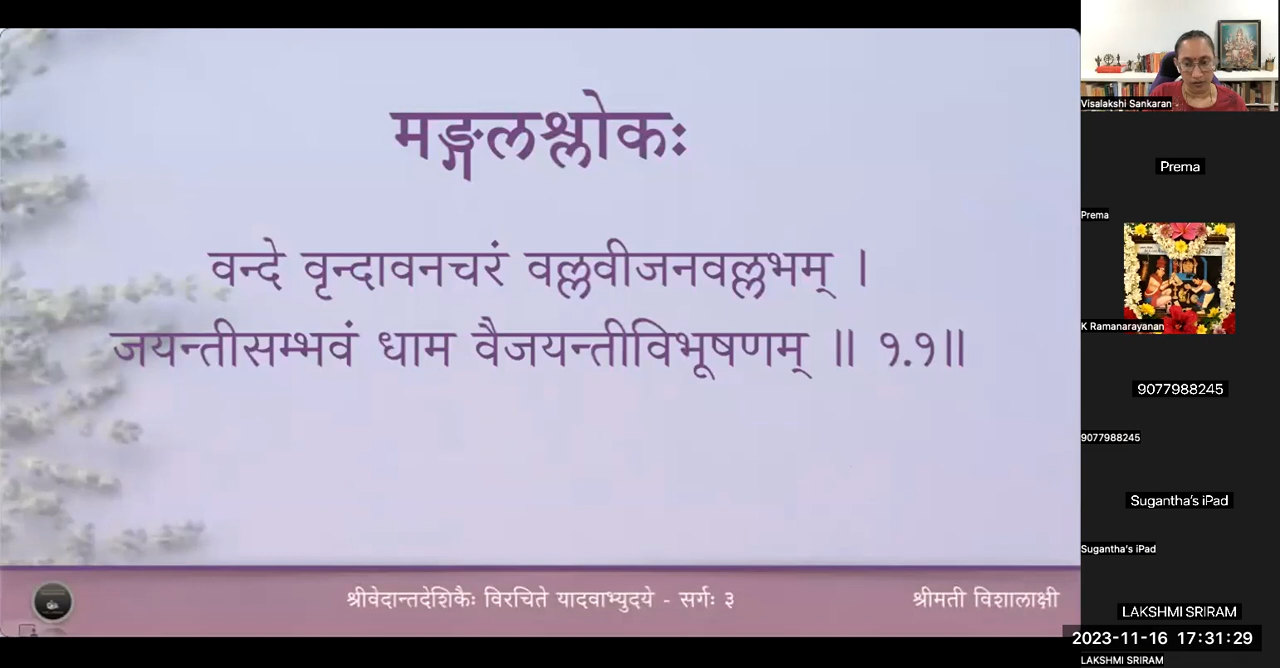 मङ्गलश्लोकः
वन्दे वृन्दावनचरं वल्लवीजनवल्लभम् ।
जयन्तीसम्भवं धाम वैजयन्तीविभूषणम् ॥ १.१॥
श्रीवेदान्तदेशिकैः विरचिते यादवाभ्युदये - सर्गः ३
श्रीमती विशालाक्षी
Visalakshi Sankaran
Prema
Prema
K Ramanarayanan
9077988245
9077988245
Sugantha's iPad
Sugantha's iPad
LAKSHMI SRIRAM
2023-11-16 17:31:29
LAKSHMI SRIRAM